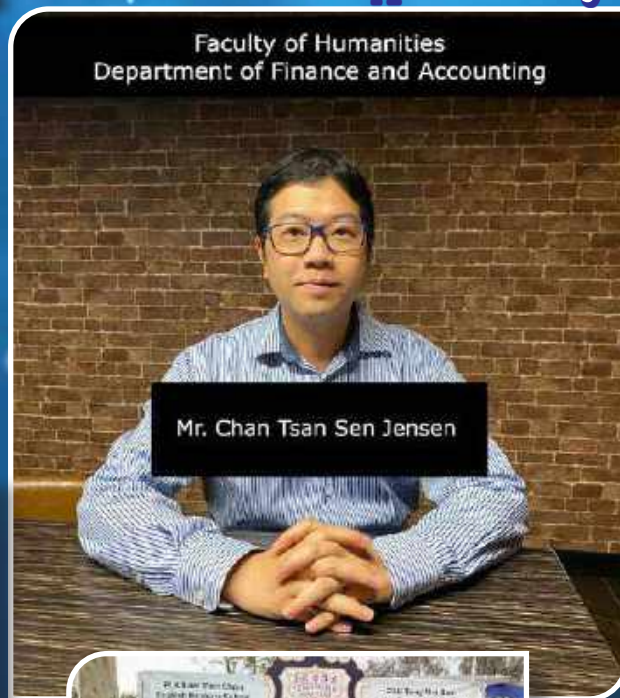 Faculty of Humanities
Department of Finance and Accounting
Mr. Chan Tsan Sen Jensen